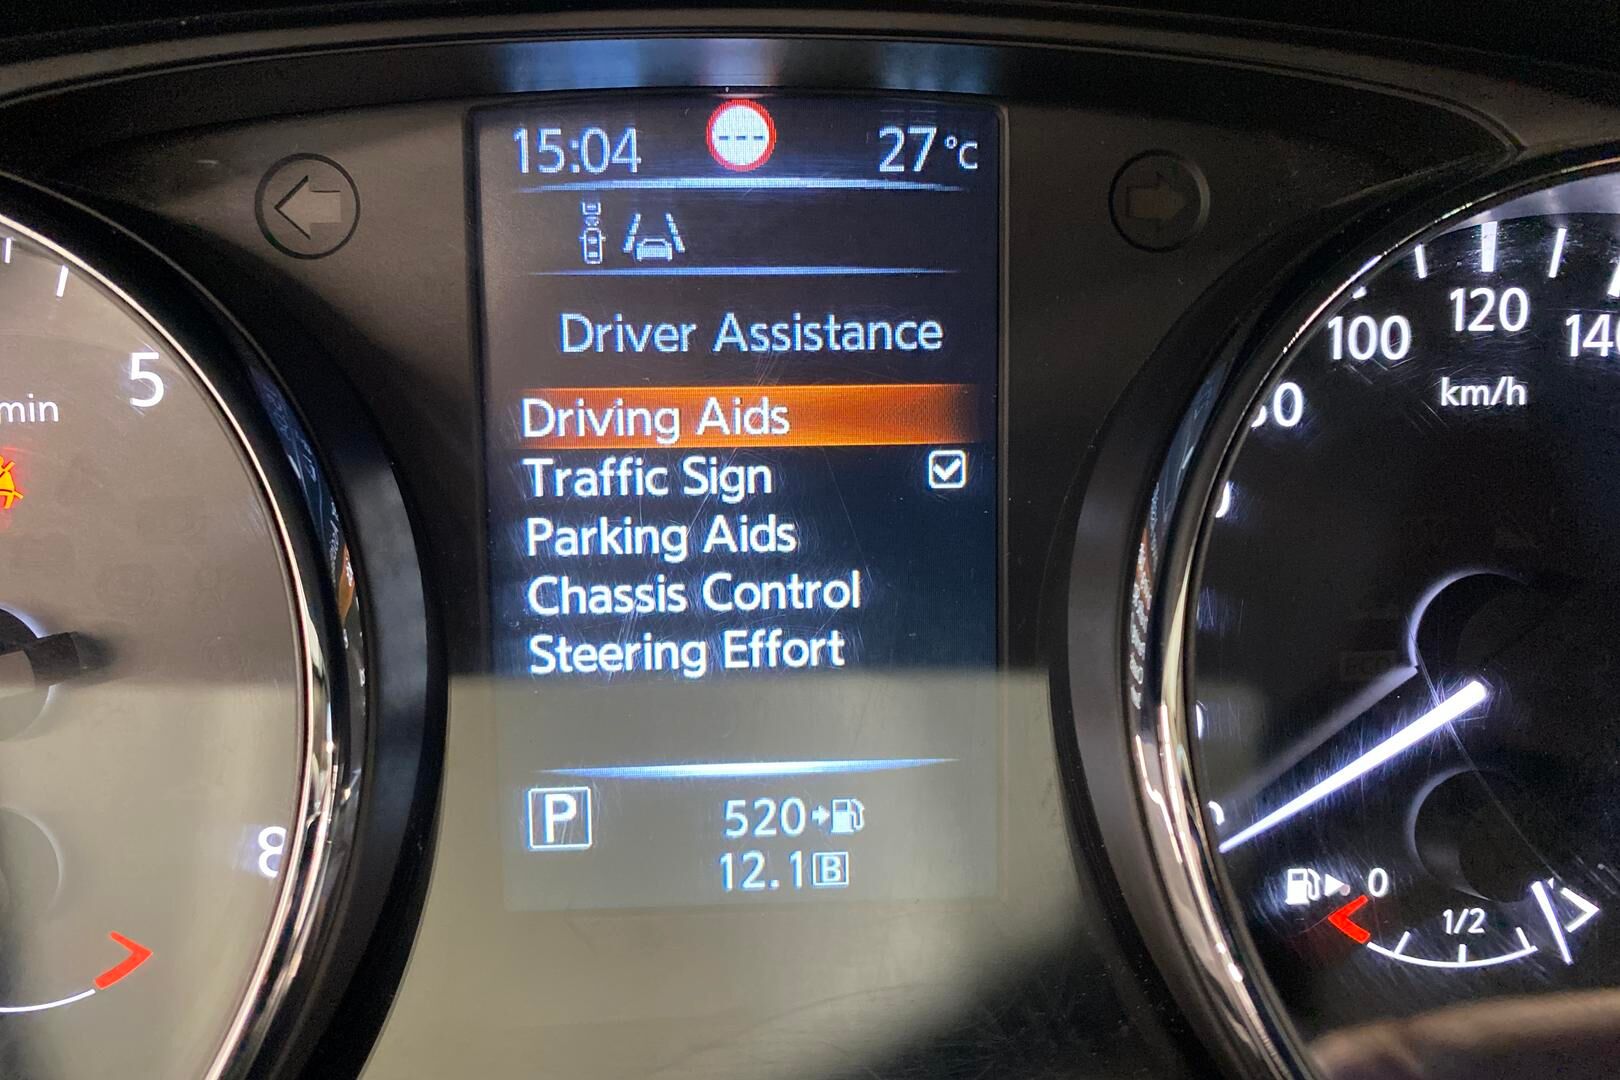 15:04 --- 27°C
Driver Assistance
Driving Aids
Traffic Sign
Parking Aids
Chassis Control
Steering Effort
P 520
12.1 B
min 5
8
100 120
km/h
0
1/2